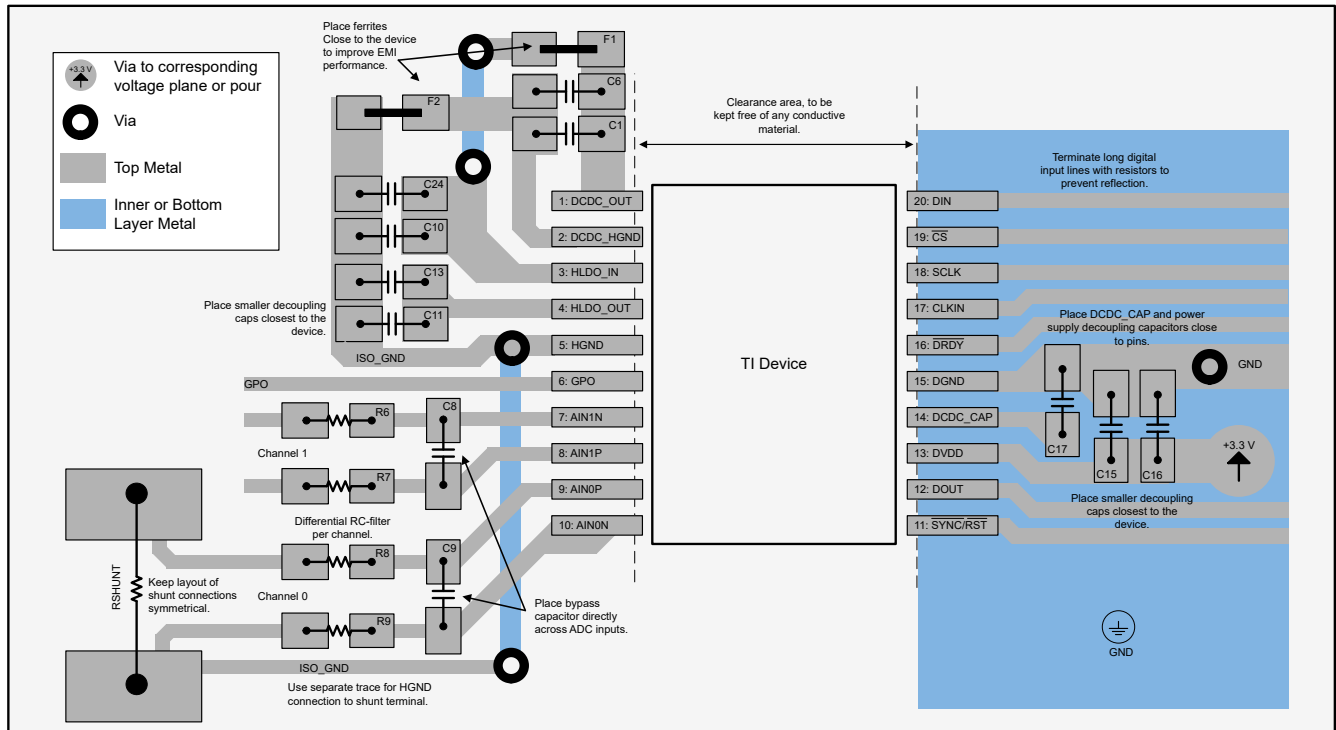 +3.3 V
Via to corresponding
voltage plane or pour
Via
Top Metal
Inner or Bottom
Layer Metal
Place ferrites
Close to the device
to improve EMI
performance.
F1
C6
C1
F2
C24
C10
C13
C11
Place smaller decoupling
caps closest to the
device.
ISO_GND
GPO
R6
C8
Channel 1
R7
Differential RC-filter
per channel.
R8
C9
Channel 0
R9
RSHUNT
Keep layout of
shunt connections
symmetrical.
Place bypass
capacitor directly
across ADC inputs.
ISO_GND
Use separate trace for HGND
connection to shunt terminal.
Clearance area, to be
kept free of any conductive
material.
1: DCDC_OUT
2: DCDC_HGND
3: HLDO_IN
4: HLDO_OUT
5: HGND
6: GPO
7: AIN1N
8: AIN1P
9: AIN0P
10: AIN0N
TI Device
Terminate long digital
input lines with resistors to
prevent reflection.
20: DIN
19: CS
18: SCLK
17: CLKIN
16: DRDY
15: DGND
14: DCDC_CAP
13: DVDD
12: DOUT
11: SYNC/RST
Place DCDC_CAP and power
supply decoupling capacitors close
to pins.
GND
C17
C15
C16
+3.3 V
Place smaller decoupling
caps closest to the
device.
GND